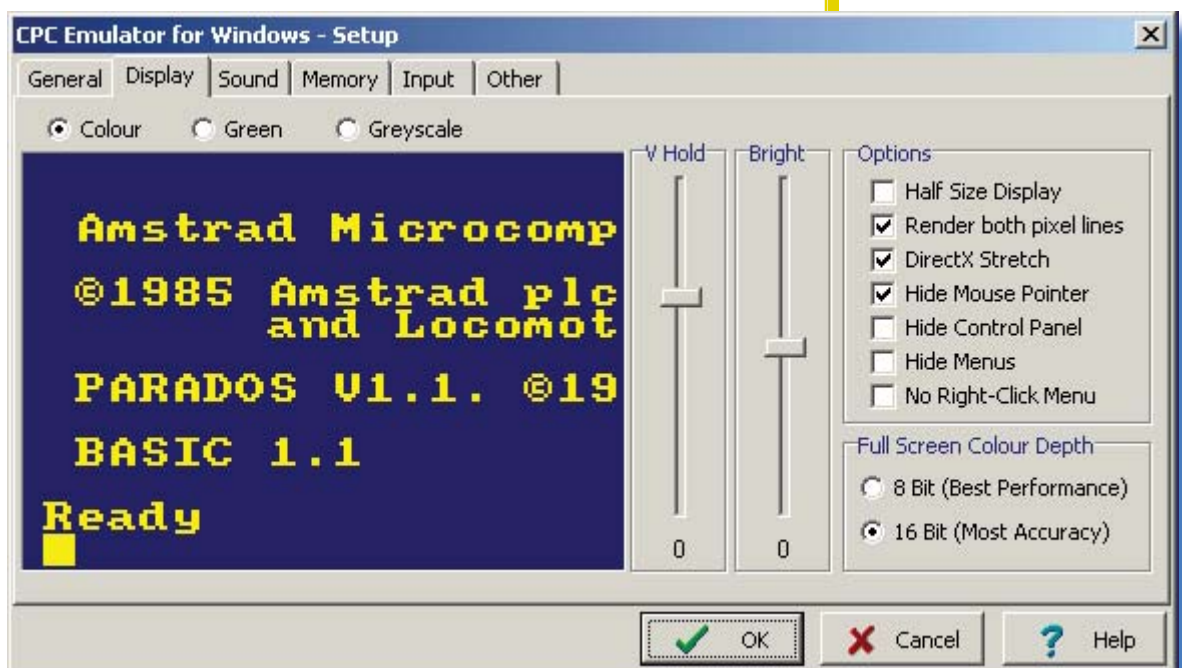 CPC Emulator for Windows - Setup
General Display Sound Memory Input Other
Colour Green Greyscale
Amstrad Microcomp
©1985 Amstrad plc
and Locomot
PARADOS V1.1. ©19
BASIC 1.1
Ready
V Hold
0
Bright
0
Options
Half Size Display
Render both pixel lines
DirectX Stretch
Hide Mouse Pointer
Hide Control Panel
Hide Menus
No Right-Click Menu
Full Screen Colour Depth
8 Bit (Best Performance)
16 Bit (Most Accuracy)
OK Cancel Help